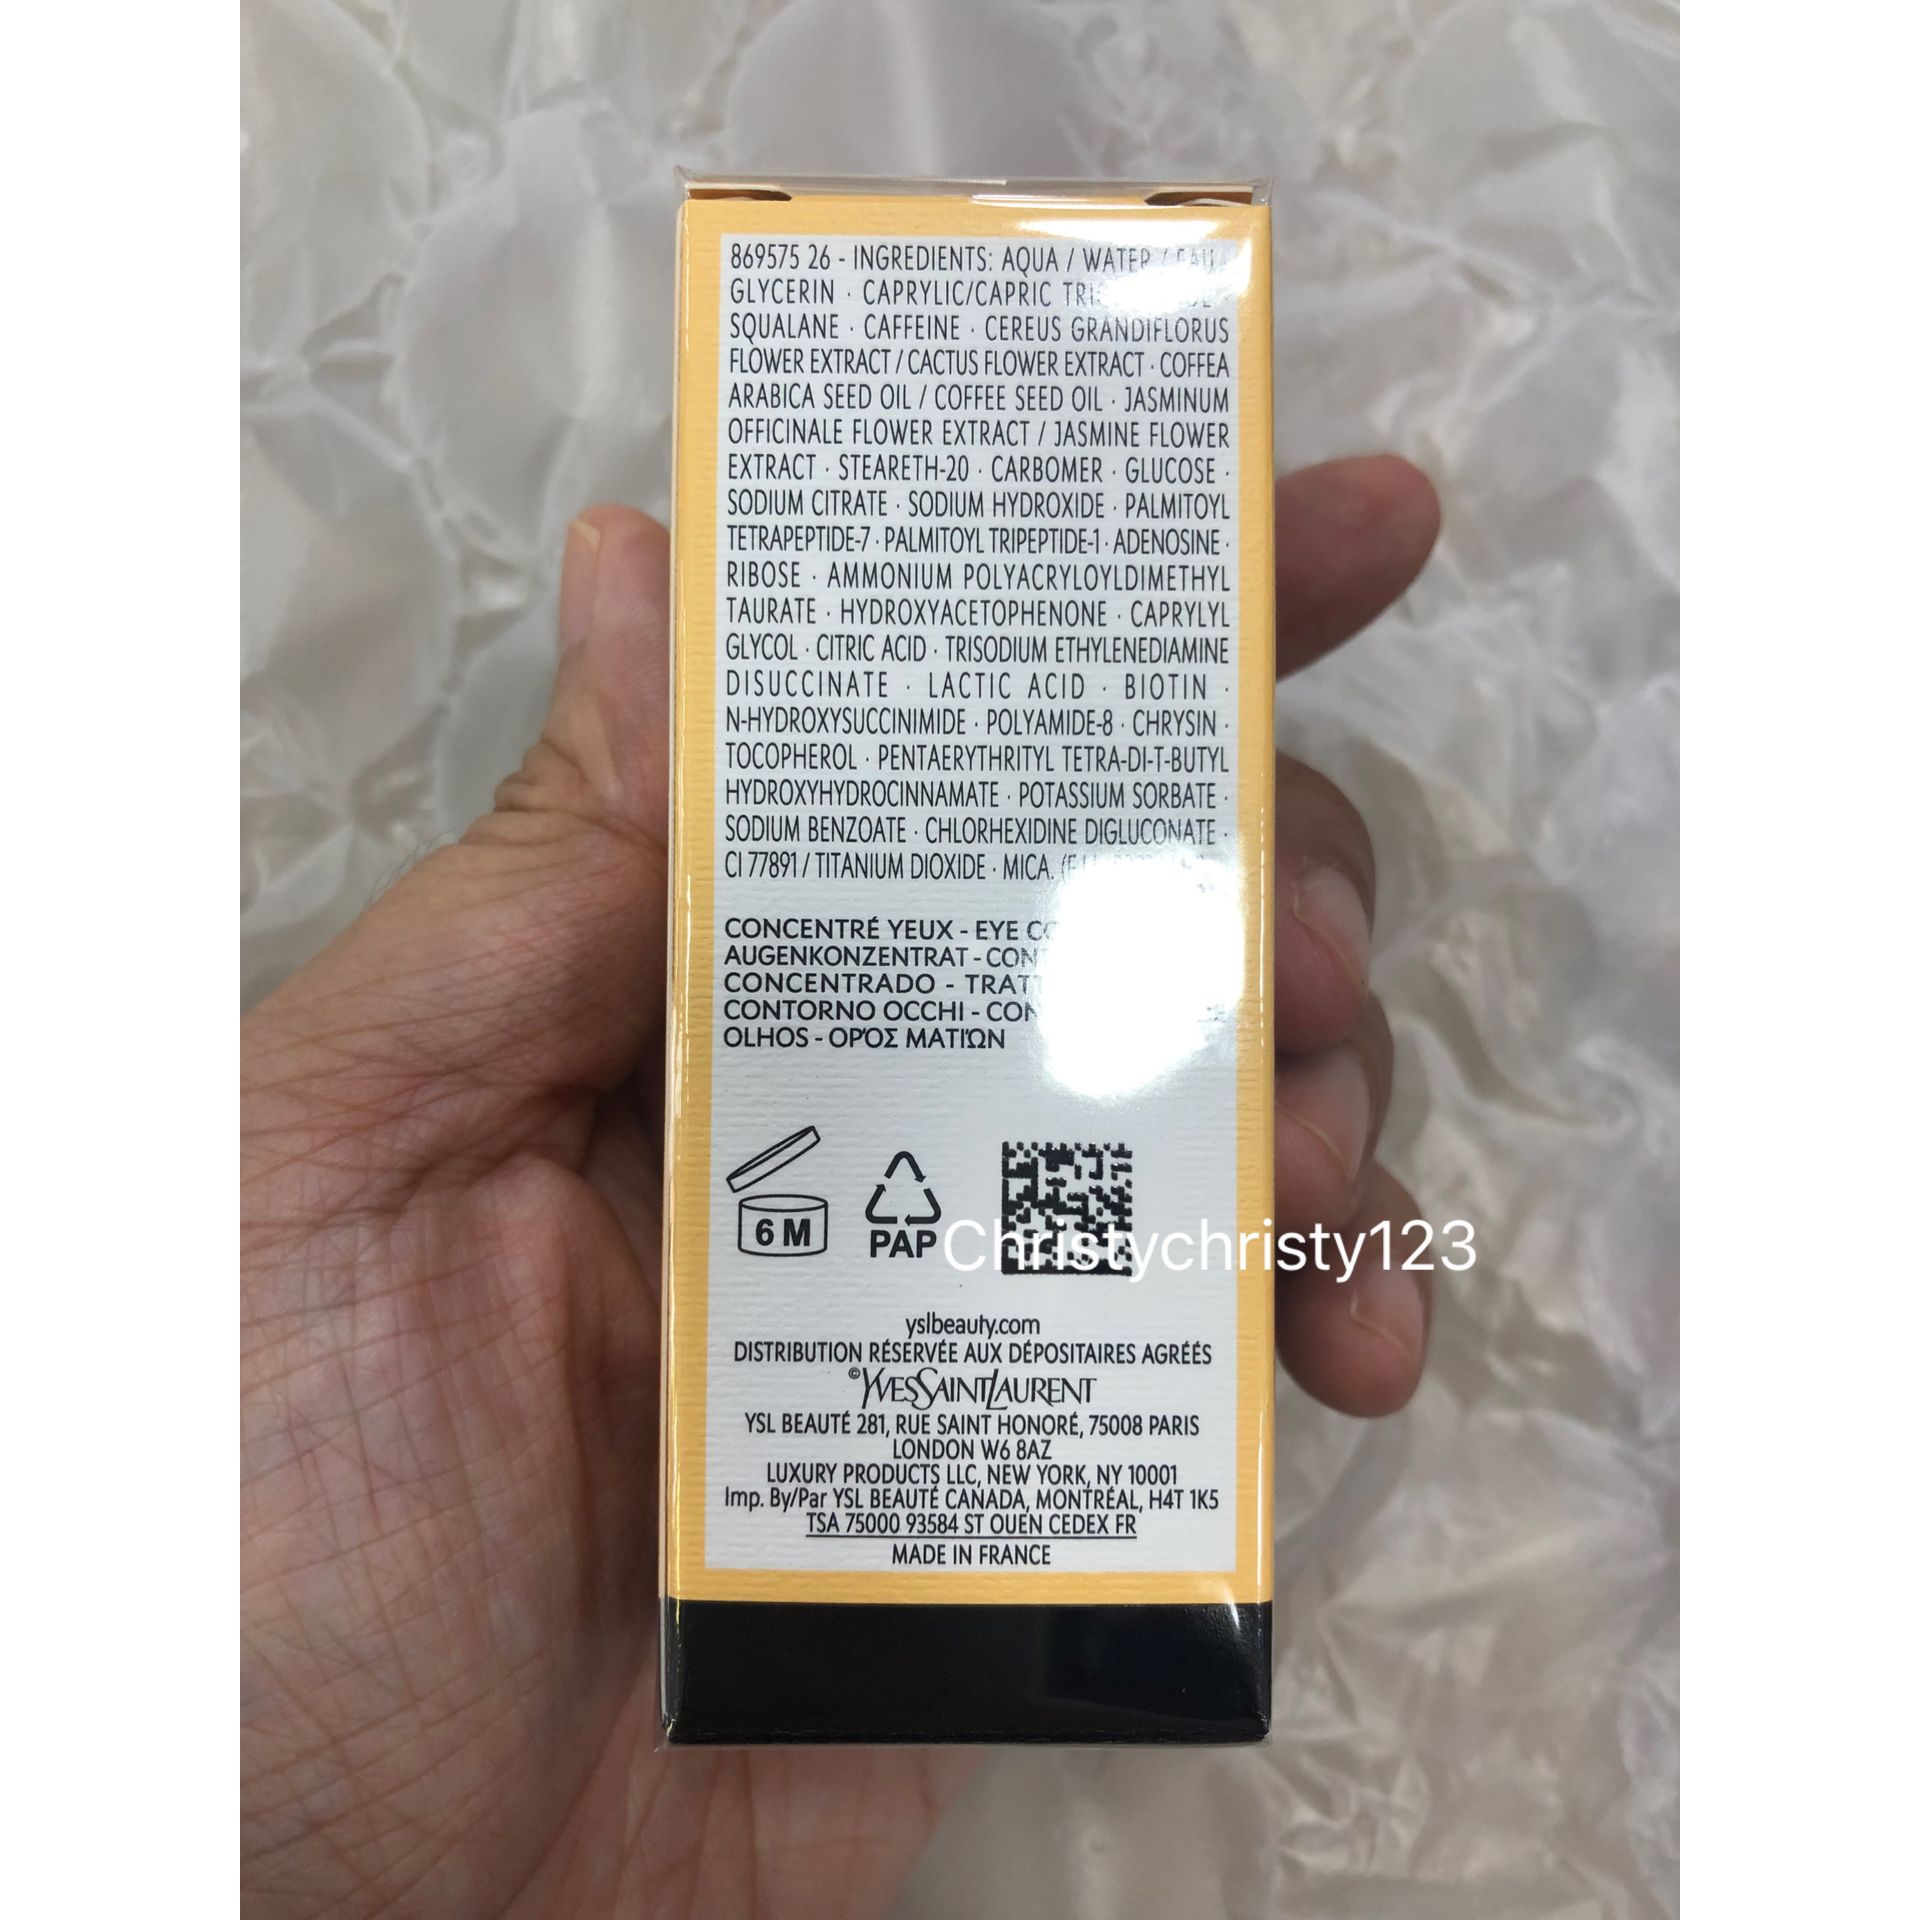 869575 26 - INGREDIENTS: AQUA / WATER / EAU
GLYCERIN · CAPRYLIC/CAPRIC
SQUALANE · CAFFEINE · CEREUS GRANDIFLORUS
FLOWER EXTRACT / CACTUS FLOWER EXTRACT · COFFEA
ARABICA SEED OIL / COFFEE SEED OIL · JASMINUM
OFFICINALE FLOWER EXTRACT / JASMINE FLOWER
EXTRACT · STEARETH-20 · CARBOMER · GLUCOSE ·
SODIUM CITRATE · SODIUM HYDROXIDE · PALMITOYL
TETRAPEPTIDE-7 · PALMITOYL TRIPEPTIDE-1 · ADENOSINE ·
RIBOSE · AMMONIUM POLYACRYLOYLDIMETHYL
TAURATE · HYDROXYACETOPHENONE · CAPRYLYL
GLYCOL · CITRIC ACID · TRISODIUM ETHYLENEDIAMINE
DISUCCINATE · LACTIC ACID · BIOTIN ·
N-HYDROXYSUCCINIMIDE · POLYAMIDE-8 · CHRYSIN ·
TOCOPHEROL · PENTAERYTHRITYL TETRA-DI-T-BUTYL
HYDROXYHYDROCINNAMATE · POTASSIUM SORBATE ·
SODIUM BENZOATE · CHLORHEXIDINE DIGLUCONATE ·
CI 77891 / TITANIUM DIOXIDE · MICA.
CONCENTRÉ YEUX - EYE
AUGENKONZENTRAT -
CONCENTRADO -
CONTORNO OCCHI -
OLHOS - ΟΡΌΣ ΜΑΤΙΏΝ
6 M
PAP
Christychristy123
yslbeauty.com
DISTRIBUTION RÉSERVÉE AUX DÉPOSITAIRES AGRÉÉS
©YVESSAINTLAURENT
YSL BEAUTÉ 281, RUE SAINT HONORÉ, 75008 PARIS
LONDON W6 8AZ
LUXURY PRODUCTS LLC, NEW YORK, NY 10001
Imp. By/Par YSL BEAUTÉ CANADA, MONTRÉAL, H4T 1K5
TSA 75000 93584 ST OUEN CEDEX FR
MADE IN FRANCE